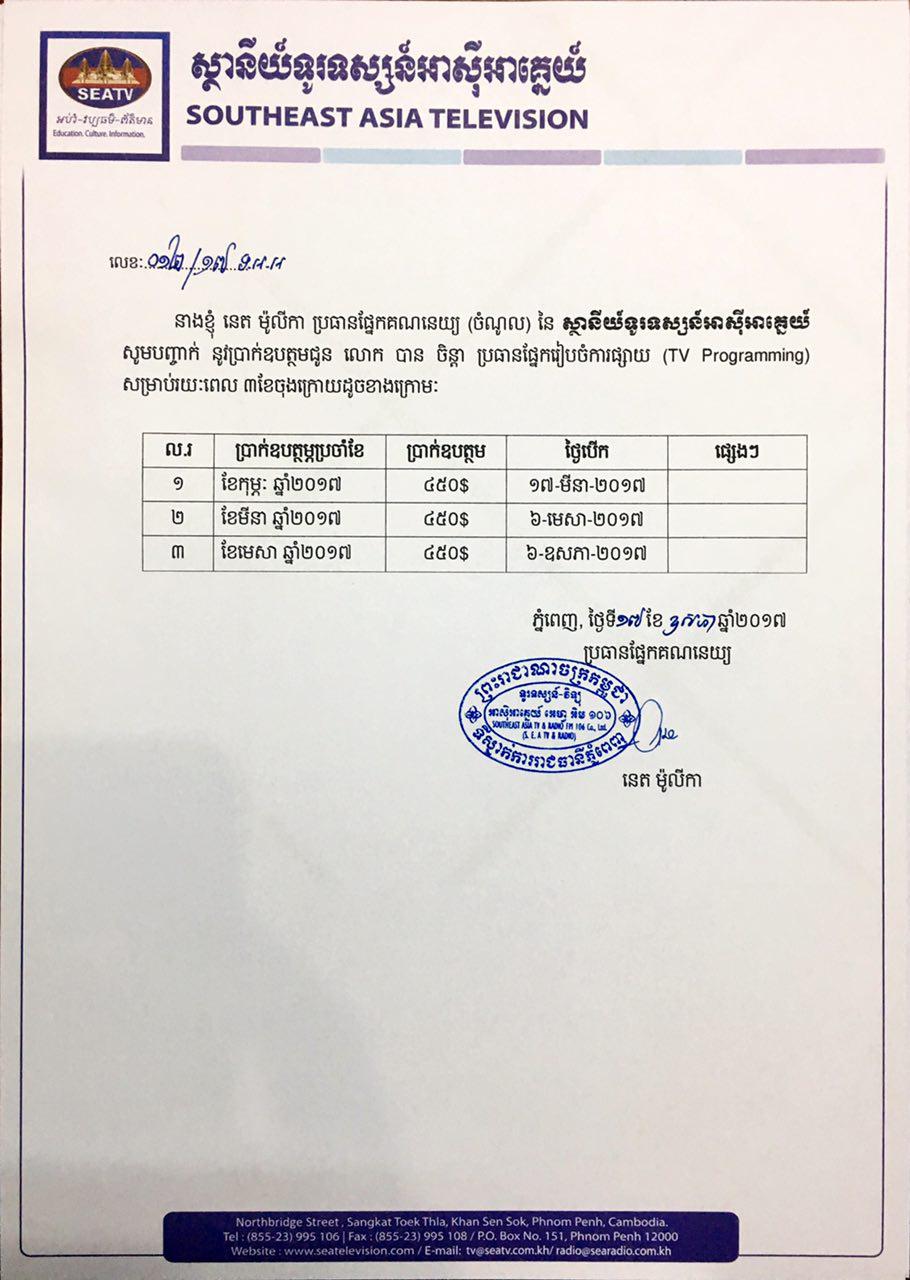 ស្ថានីយ៍ទូរទស្សន៍អាស៊ីអាគ្នេយ៍
SOUTHEAST ASIA TELEVISION
SEATV
អប់រំ-វប្បធម៌-ព័ត៌មាន
Education. Culture. Information.
លេខៈ ០១២/១៧ ទ.អ.អ
នាងខ្ញុំ នេត ម៉ូលីកា ប្រធានផ្នែកគណនេយ្យ (ចំណូល) នៃ ស្ថានីយ៍ទូរទស្សន៍អាស៊ីអាគ្នេយ៍
សូមបញ្ជាក់ នូវប្រាក់ឧបត្ថមជូន លោក បាន ចិន្តា ប្រធានផ្នែករៀបចំការផ្សាយ (TV Programming)
សម្រាប់រយៈពេល ៣ខែចុងក្រោយដូចខាងក្រោមៈ
ល.រ ប្រាក់ឧបត្ថម្ភប្រចាំខែ ប្រាក់ឧបត្ថម ថ្ងៃបើក ផ្សេងៗ
១ ខែកុម្ភៈ ឆ្នាំ២០១៧ ៤៥០$ ១៧-មីនា-២០១៧
២ ខែមីនា ឆ្នាំ២០១៧ ៤៥០$ ៦-មេសា-២០១៧
៣ ខែមេសា ឆ្នាំ២០១៧ ៤៥០$ ៦-ឧសភា-២០១៧
ភ្នំពេញ, ថ្ងៃទី១៧ ខែ ឧសភា ឆ្នាំ២០១៧
ប្រធានផ្នែកគណនេយ្យ
ព្រះរាជាណាចក្រកម្ពុជា
ទូរទស្សន៍-វិទ្យុ
អាស៊ីអាគ្នេយ៍ អេហ្វ អឹម ១០៦
SOUTHEAST ASIA TV & RADIO FM 106 Co., Ltd.
(S. E. A TV & RADIO)
ទីស្នាក់ការរាជធានីភ្នំពេញ
នេត ម៉ូលីកា
Northbridge Street , Sangkat Toek Thla, Khan Sen Sok, Phnom Penh, Cambodia.
Tel : (855-23) 995 106 | Fax : (855-23) 995 108 / P.O. Box No. 151, Phnom Penh 12000
Website : www.seatelevision.com / E-mail: tv@seatv.com.kh/ radio@searadio.com.kh